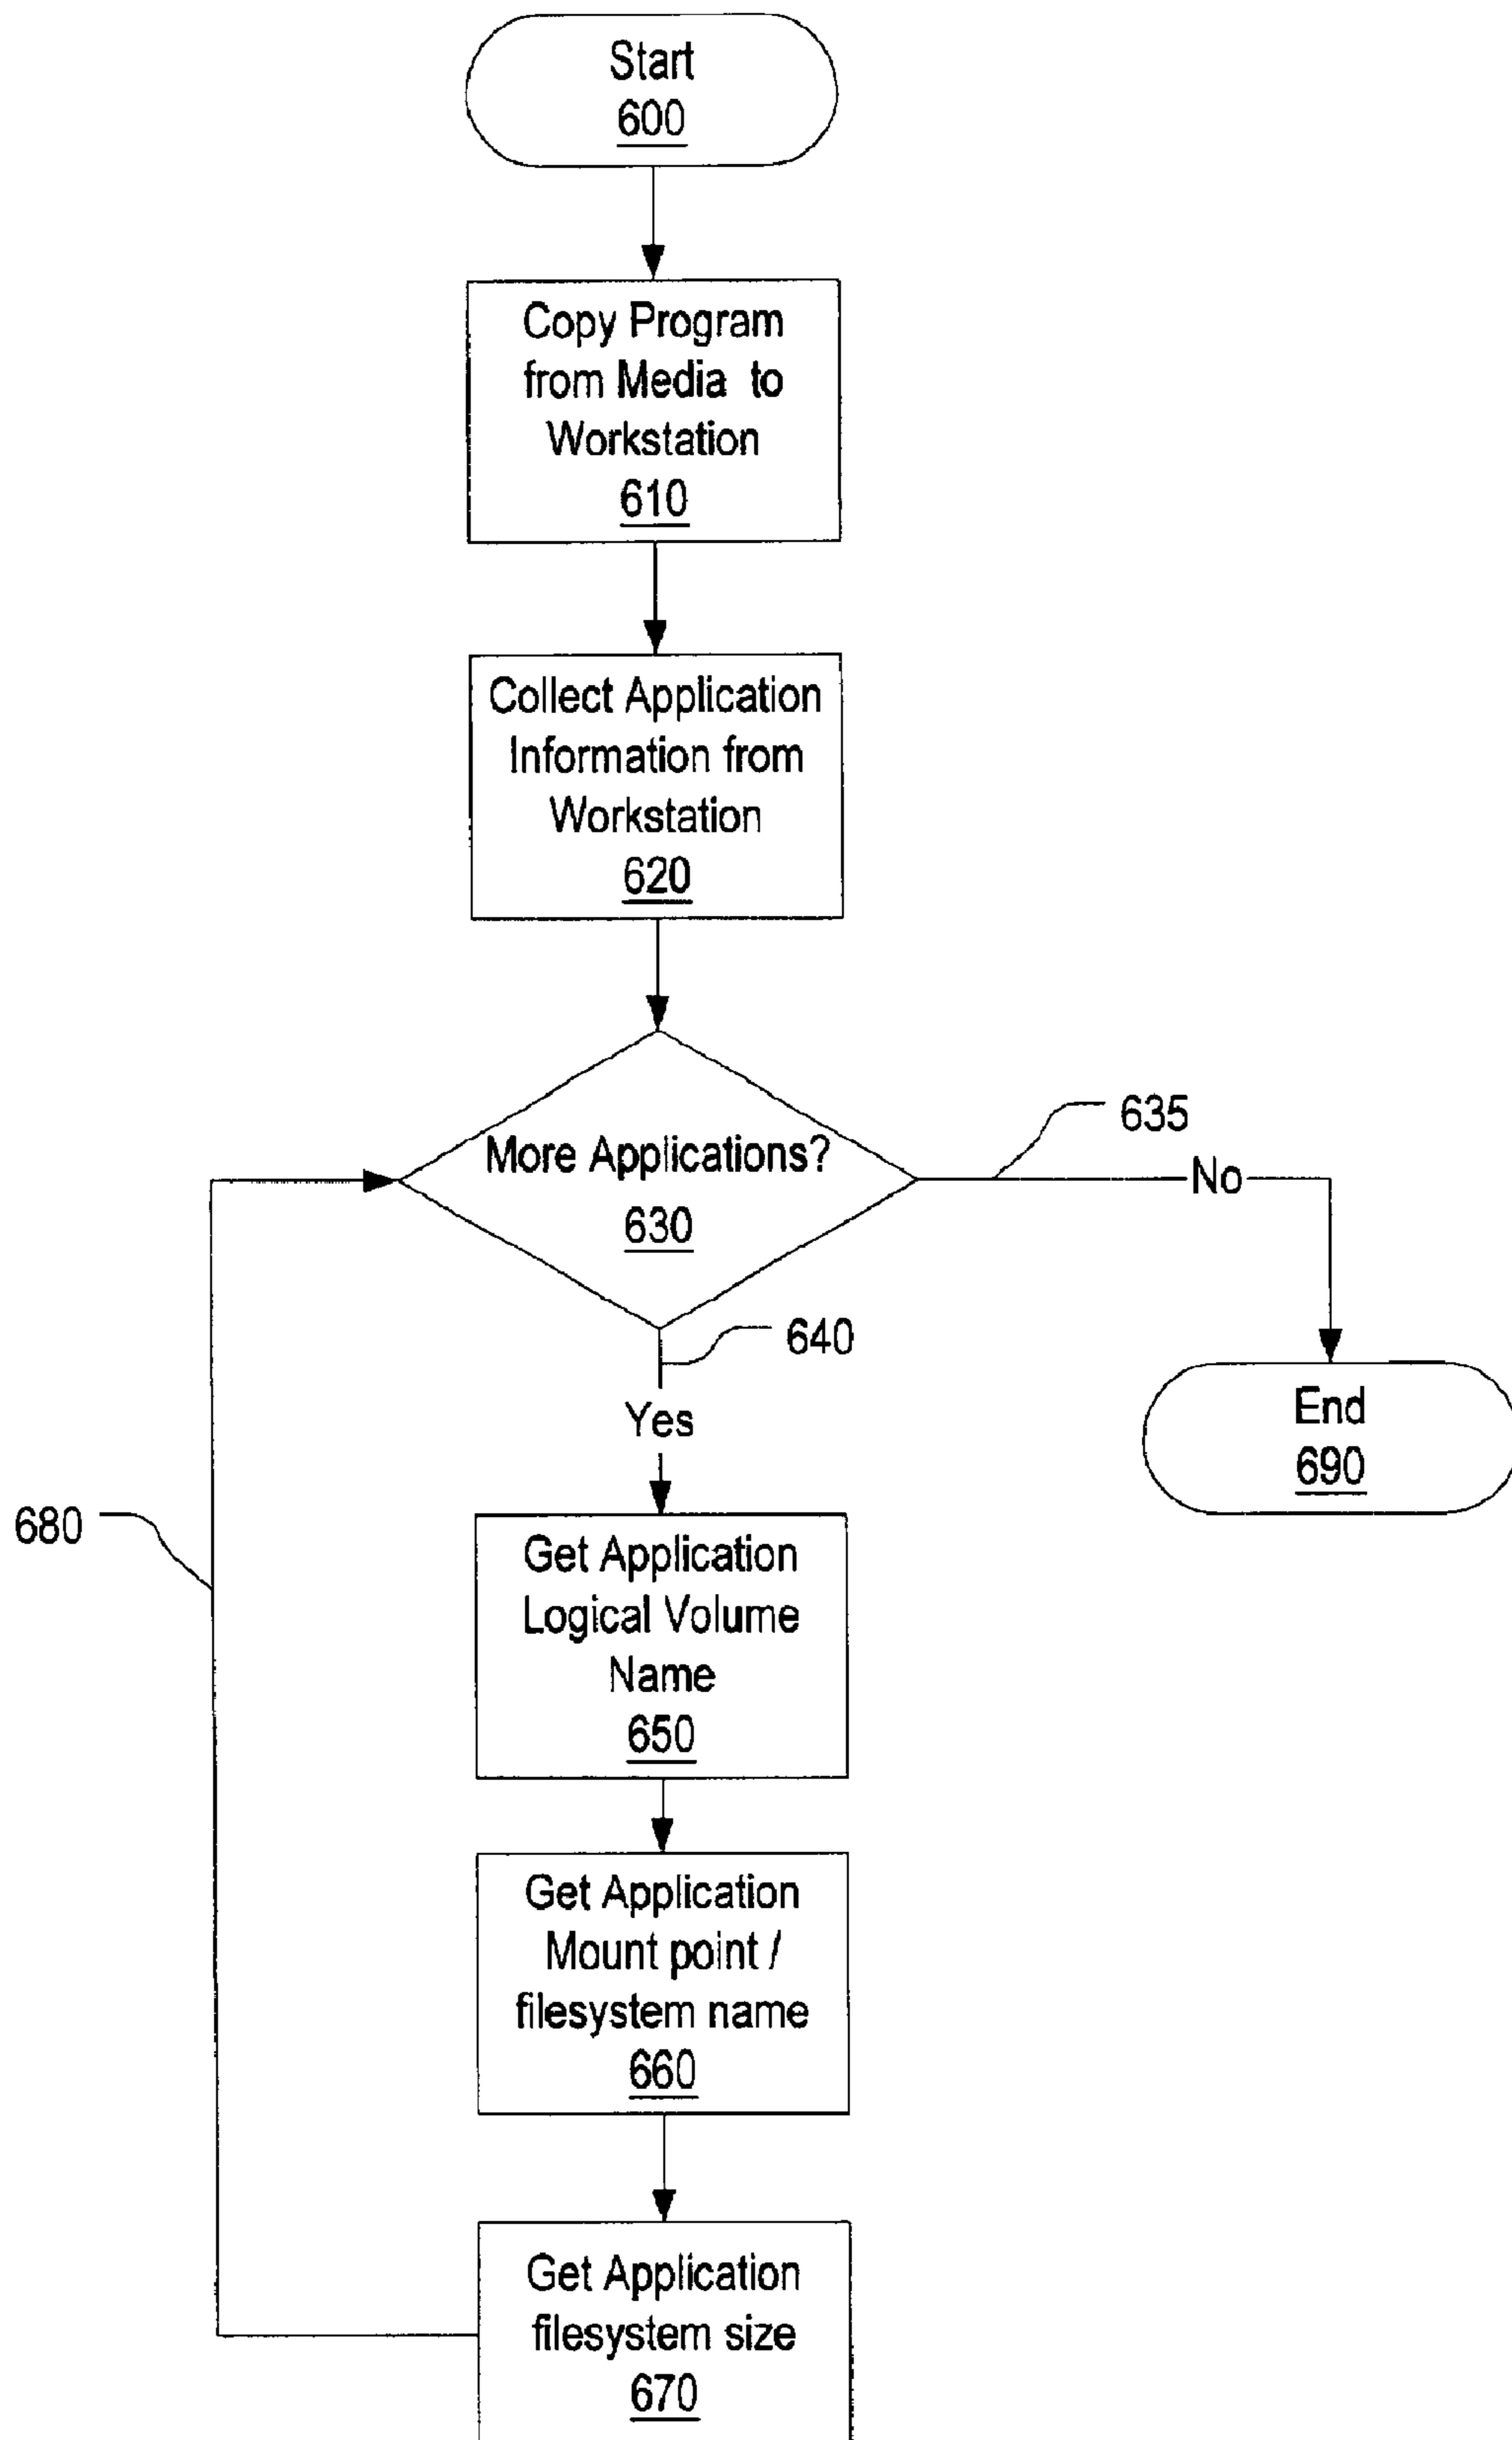 Start
600
Copy Program
from Media to
Workstation
610
Collect Application
Information from
Workstation
620
More Applications?
630
635
No
640
Yes
End
690
680
Get Application
Logical Volume
Name
650
Get Application
Mount point /
filesystem name
660
Get Application
filesystem size
670